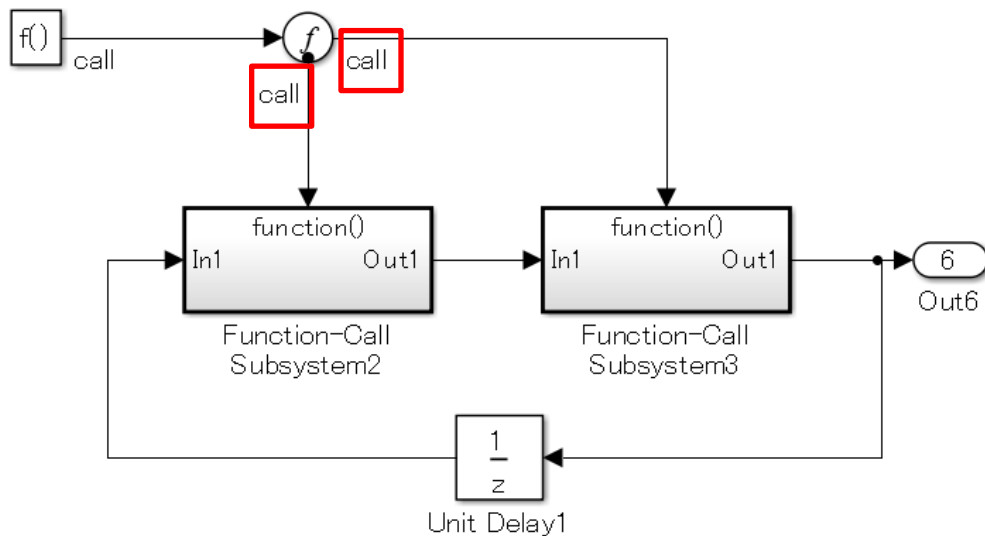 f()
call
f
call
call
function()
In1
Out1
Function-Call
Subsystem2
function()
In1
Out1
Function-Call
Subsystem3
6
Out6
1
z
Unit Delay1